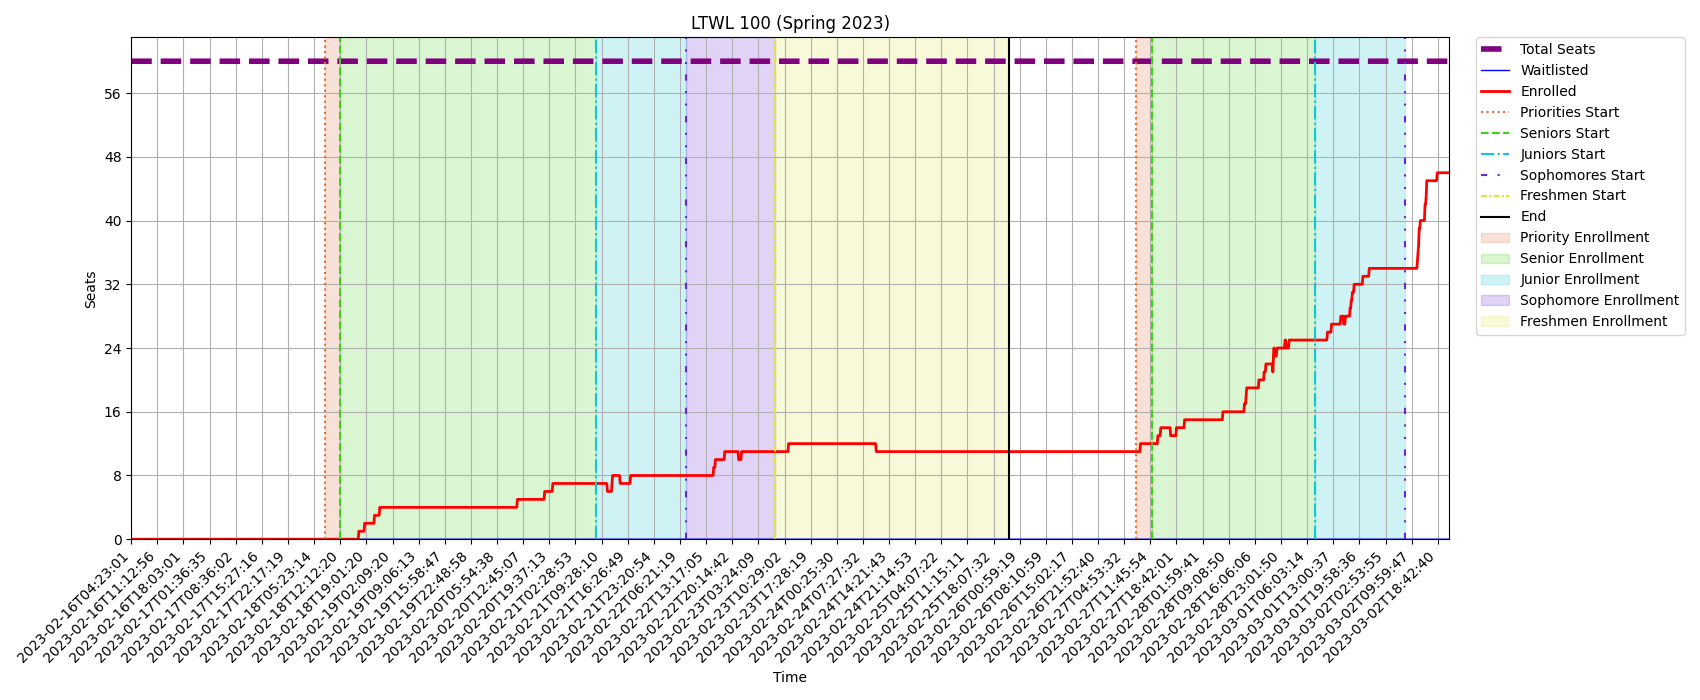 LTWL 100 (Spring 2023)
Seats
56
48
40
32
24
16
8
0
2023-02-16T04:23:01
2023-02-16T11:12:56
2023-02-16T18:03:01
2023-02-17T01:36:35
2023-02-17T08:36:02
2023-02-17T15:27:16
2023-02-17T22:17:19
2023-02-18T05:23:14
2023-02-18T12:12:20
2023-02-18T19:01:20
2023-02-19T02:09:20
2023-02-19T09:06:13
2023-02-19T15:58:47
2023-02-19T22:48:58
2023-02-20T05:54:38
2023-02-20T12:45:07
2023-02-20T19:37:13
2023-02-21T02:28:53
2023-02-21T09:28:10
2023-02-21T16:26:49
2023-02-21T23:20:54
2023-02-22T06:21:19
2023-02-22T13:17:05
2023-02-22T20:14:42
2023-02-23T03:24:09
2023-02-23T10:29:02
2023-02-23T17:28:19
2023-02-24T00:25:30
2023-02-24T07:27:32
2023-02-24T14:21:43
2023-02-24T21:14:53
2023-02-25T04:07:22
2023-02-25T11:15:11
2023-02-25T18:07:32
2023-02-26T00:59:19
2023-02-26T08:10:59
2023-02-26T15:02:17
2023-02-26T21:52:40
2023-02-27T04:53:32
2023-02-27T11:45:54
2023-02-27T18:42:01
2023-02-28T01:59:41
2023-02-28T09:08:50
2023-02-28T16:06:06
2023-02-28T23:01:50
2023-03-01T06:03:14
2023-03-01T13:00:37
2023-03-01T19:58:36
2023-03-02T02:53:55
2023-03-02T09:59:47
2023-03-02T18:42:40
Time
Total Seats
Waitlisted
Enrolled
Priorities Start
Seniors Start
Juniors Start
Sophomores Start
Freshmen Start
End
Priority Enrollment
Senior Enrollment
Junior Enrollment
Sophomore Enrollment
Freshmen Enrollment